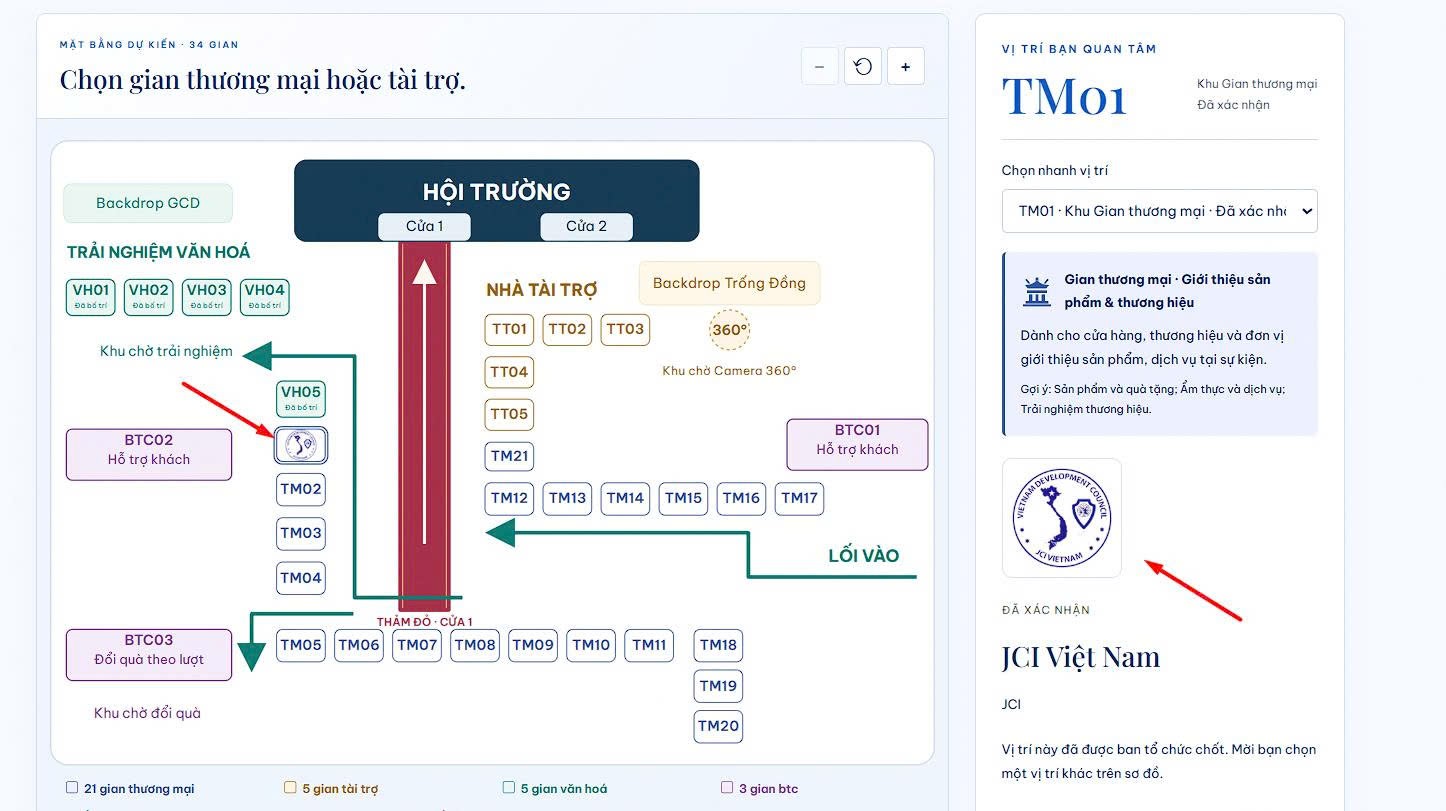 MẶT BẰNG DỰ KIẾN · 34 GIAN
Chọn gian thương mại hoặc tài trợ.
Backdrop GCD
HỘI TRƯỜNG
Cửa 1
Cửa 2
TRẢI NGHIỆM VĂN HOÁ
VH01
Đã bố trí
VH02
Đã bố trí
VH03
Đã bố trí
VH04
Đã bố trí
NHÀ TÀI TRỢ
Backdrop Trống Đồng
TT01
TT02
TT03
360°
Khu chờ trải nghiệm
TT04
Khu chờ Camera 360°
VH05
Đã bố trí
TT05
BTC02
Hỗ trợ khách
BTC01
Hỗ trợ khách
TM21
TM02
TM12
TM13
TM14
TM15
TM16
TM17
TM03
LỐI VÀO
TM04
THẢM ĐỎ · CỬA 1
BTC03
Đổi quà theo lượt
TM05
TM06
TM07
TM08
TM09
TM10
TM11
TM18
TM19
Khu chờ đổi quà
TM20
21 gian thương mại
5 gian tài trợ
5 gian văn hoá
3 gian btc
VỊ TRÍ BẠN QUAN TÂM
TM01
Khu Gian thương mại
Đã xác nhận
Chọn nhanh vị trí
TM01 · Khu Gian thương mại · Đã xác nhậ
Gian thương mại · Giới thiệu sản
phẩm & thương hiệu
Dành cho cửa hàng, thương hiệu và đơn vị
giới thiệu sản phẩm, dịch vụ tại sự kiện.
Gợi ý: Sản phẩm và quà tặng; Ẩm thực và dịch vụ;
Trải nghiệm thương hiệu.
VIETNAM DEVELOPMENT COUNCIL
JCI VIETNAM
ĐÃ XÁC NHẬN
JCI Việt Nam
JCI
Vị trí này đã được ban tổ chức chốt. Mời bạn chọn
một vị trí khác trên sơ đồ.